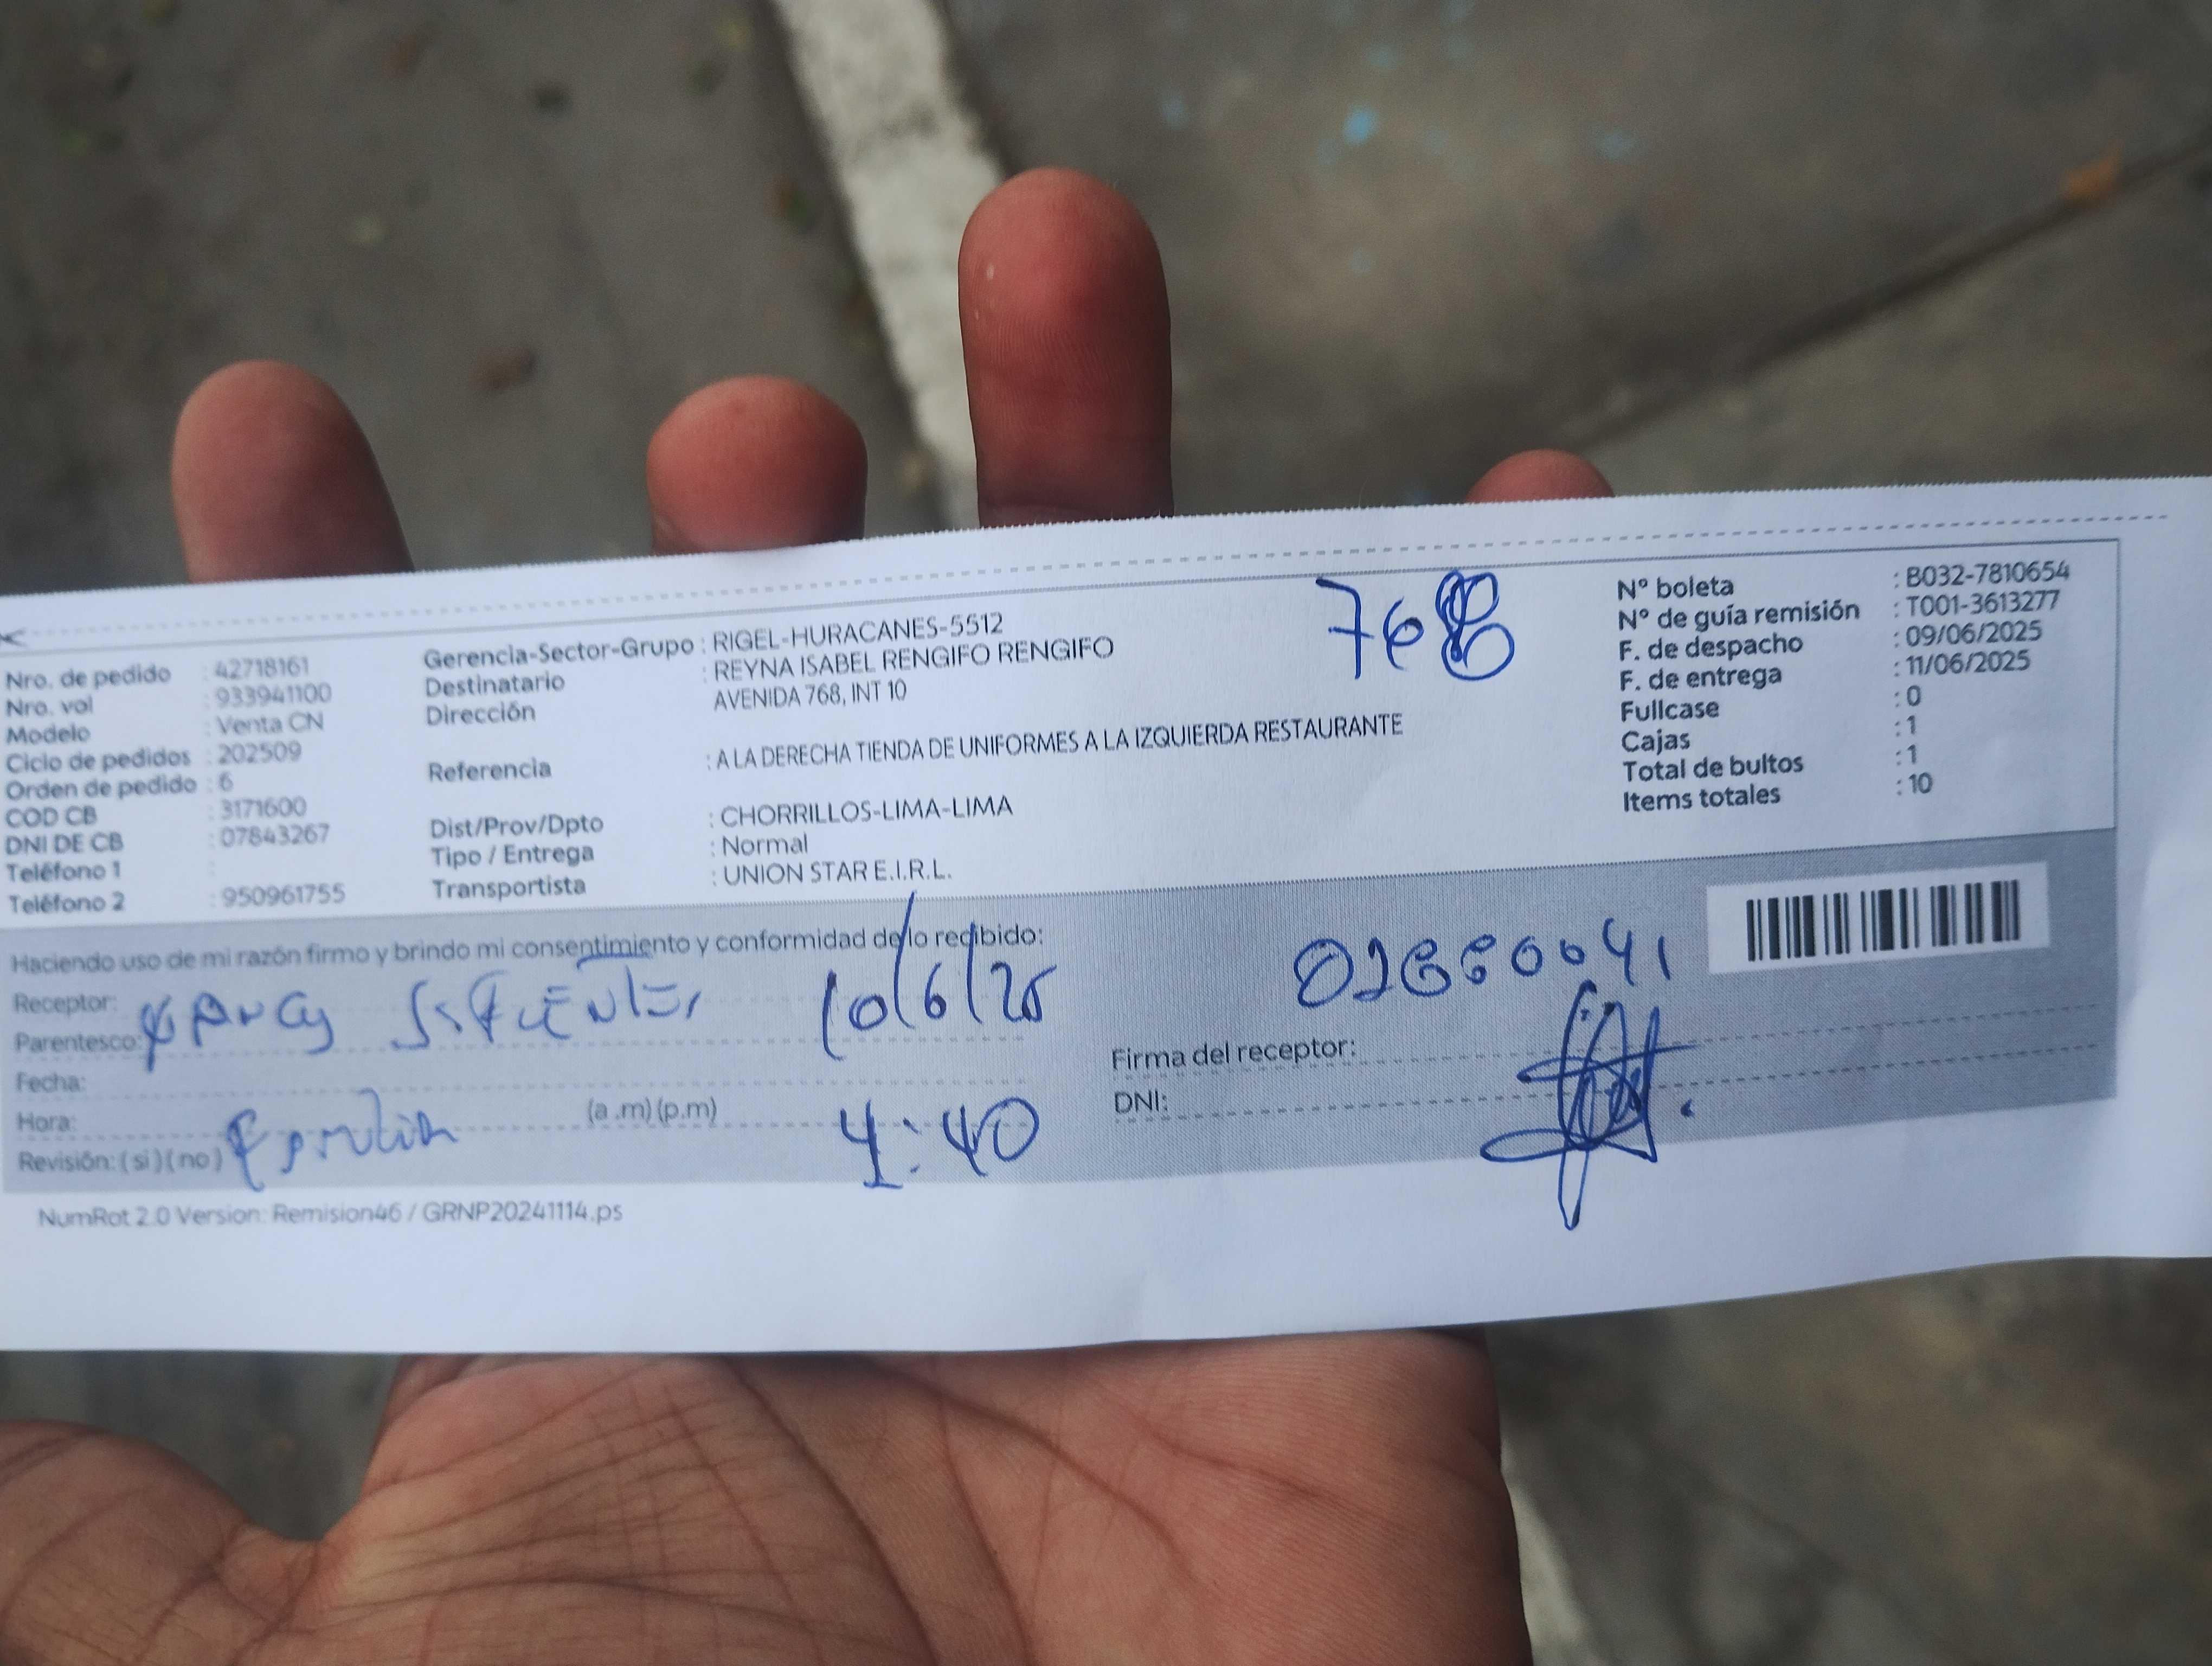 Nro. de pedido : 42718161
Nro. vol : 933941100
Modelo : Venta CN
Ciclo de pedidos : 202509
Orden de pedido : 6
COD CB : 3171600
DNI DE CB : 07843267
Teléfono 1 :
Teléfono 2 : 950961755
Gerencia-Sector-Grupo : RIGEL-HURACANES-5512
Destinatario : REYNA ISABEL RENGIFO RENGIFO
Dirección AVENIDA 768, INT 10
Referencia : A LA DERECHA TIENDA DE UNIFORMES A LA IZQUIERDA RESTAURANTE
Dist/Prov/Dpto : CHORRILLOS-LIMA-LIMA
Tipo / Entrega : Normal
Transportista : UNION STAR E.I.R.L.
768
N° boleta : B032-7810654
N° de guía remisión : T001-3613277
F. de despacho : 09/06/2025
F. de entrega : 11/06/2025
Fullcase : 0
Cajas : 1
Total de bultos : 1
Items totales : 10
Haciendo uso de mi razón firmo y brindo mi consentimiento y conformidad de lo recibido:
Receptor:
Parentesco:
10/6/25
Fecha:
Hora: (a.m)(p.m) 4:40
Revisión: (si)(no)
Firma del receptor:
DNI:
NumRot 2.0 Version: Remision46 / GRNP20241114.ps